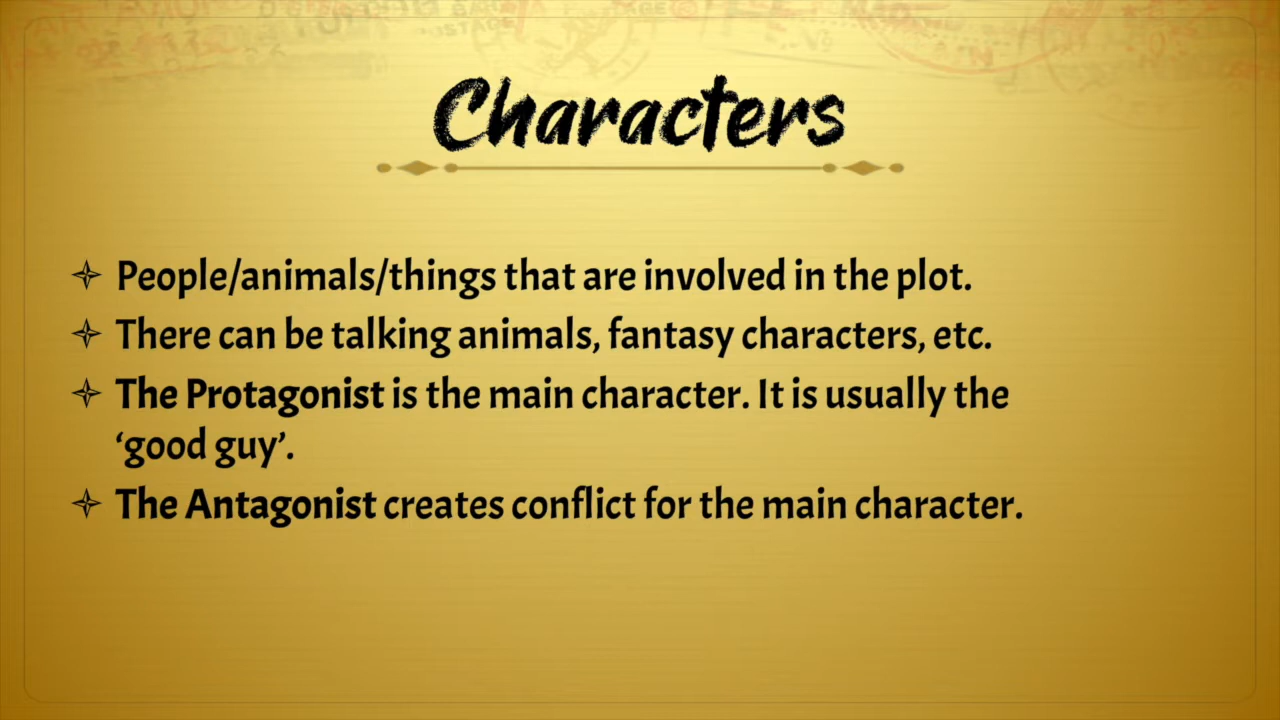 Characters
People/animals/things that are involved in the plot.
There can be talking animals, fantasy characters, etc.
The Protagonist is the main character. It is usually the
‘good guy’.
The Antagonist creates conflict for the main character.